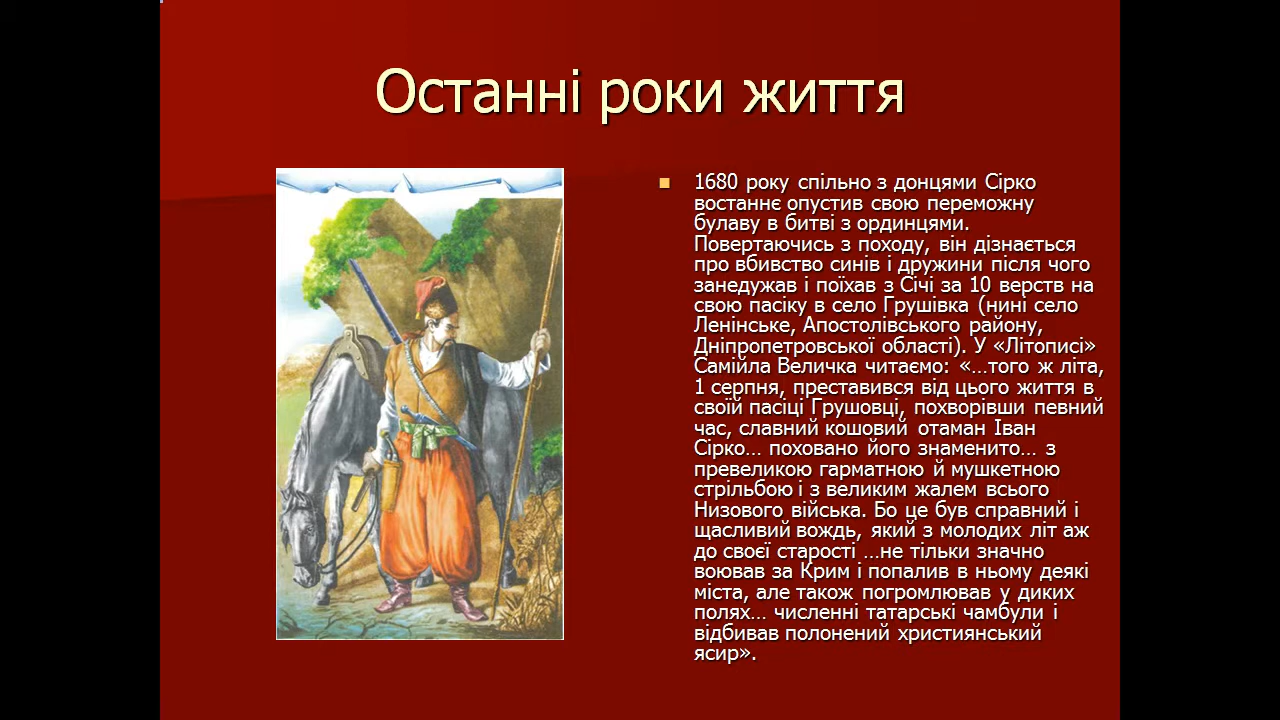 Останні роки життя
1680 року спільно з донцями Сірко
востаннє опустив свою переможну
булаву в битві з ординцями.
Повертаючись з походу, він дізнається
про вбивство синів і дружини після чого
занедужав і поїхав з Січі за 10 верств на
свою пасіку в село Грушівка (нині село
Ленінське, Апостолівського району,
Дніпропетровської області). У «Літописі»
Самійла Величка читаємо: «…того ж літа,
1 серпня, преставився від цього життя в
своїй пасіці Грушовці, похворівши певний
час, славний кошовий отаман Іван
Сірко… поховано його знаменито… з
превеликою гарматною й мушкетною
стрільбою і з великим жалем всього
Низового війська. Бо це був справний і
щасливий вождь, який з молодих літ аж
до своєї старості …не тільки значно
воював за Крим і попалив в ньому деякі
міста, але також погромлював у диких
полях… численні татарські чамбули і
відбивав полонений християнський
ясир».